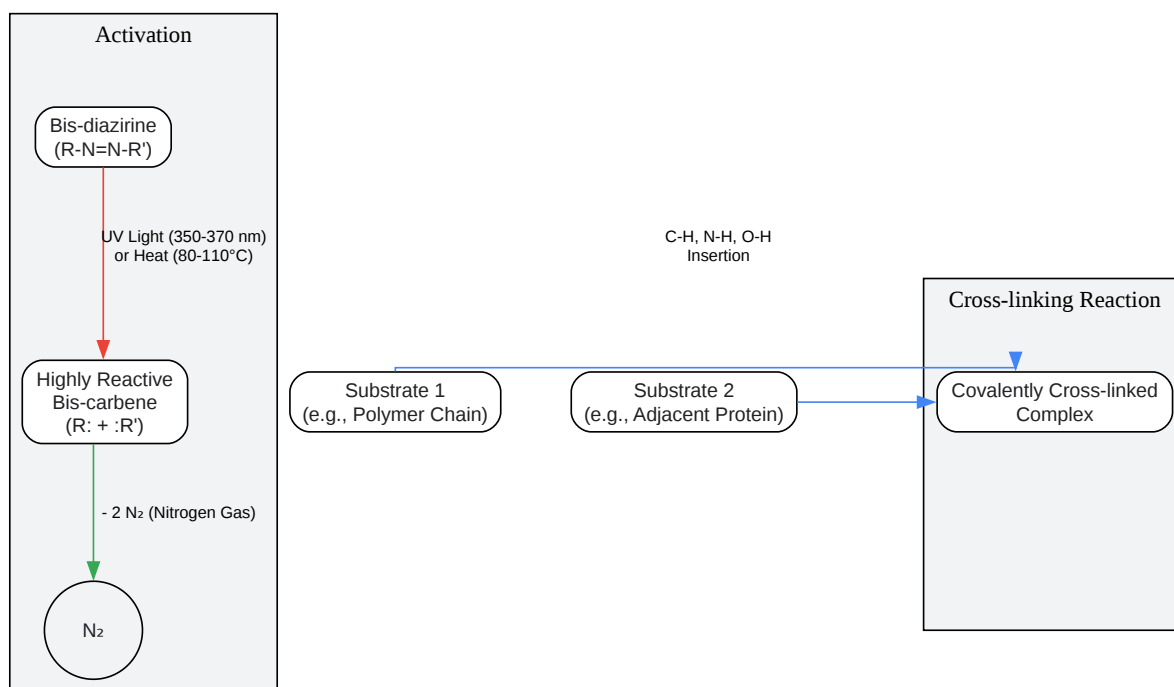 Activation
Bis-diazirine
(R-N=N-R')
UV Light (350-370 nm)
or Heat (80-110°C)
Highly Reactive
Bis-carbene
(R: + :R')
- 2 N₂ (Nitrogen Gas)
N₂
Substrate 1
(e.g., Polymer Chain)
Substrate 2
(e.g., Adjacent Protein)
C-H, N-H, O-H
Insertion
Cross-linking Reaction
Covalently Cross-linked
Complex